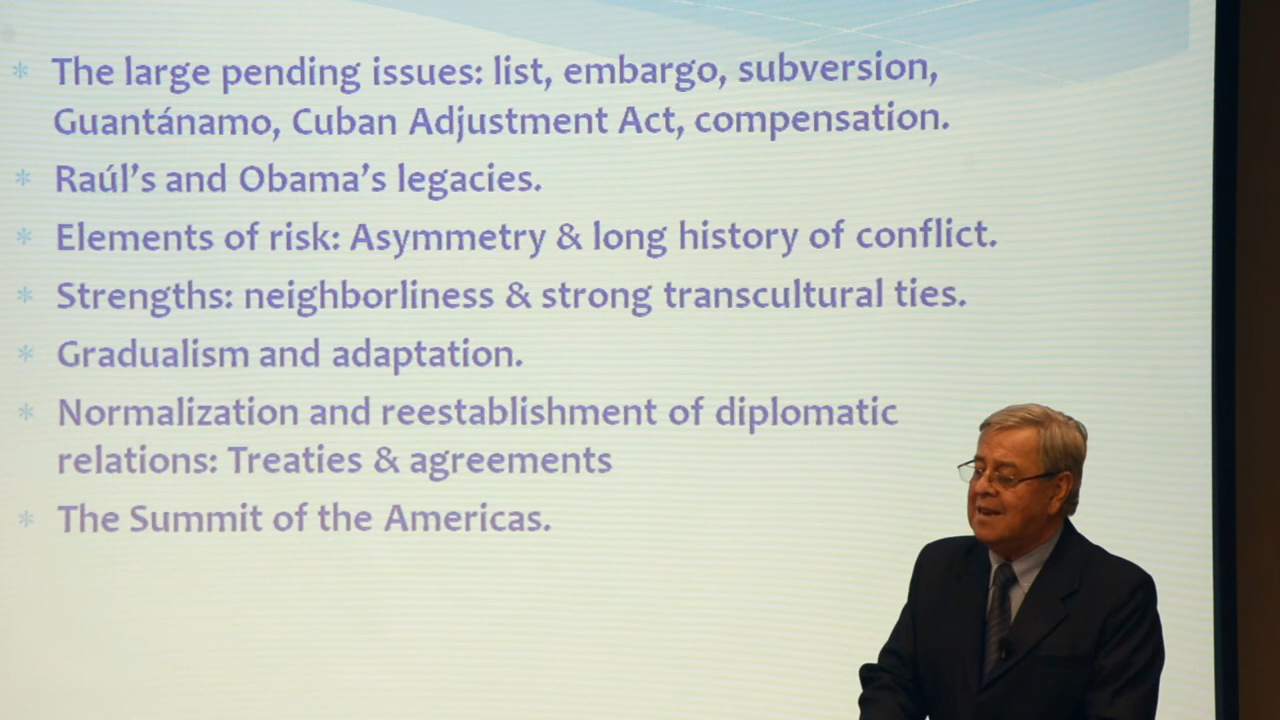 * The large pending issues: list, embargo, subversion,
Guantánamo, Cuban Adjustment Act, compensation.
* Raúl’s and Obama’s legacies.
* Elements of risk: Asymmetry & long history of conflict.
* Strengths: neighborliness & strong transcultural ties.
* Gradualism and adaptation.
* Normalization and reestablishment of diplomatic
relations: Treaties & agreements
* The Summit of the Americas.